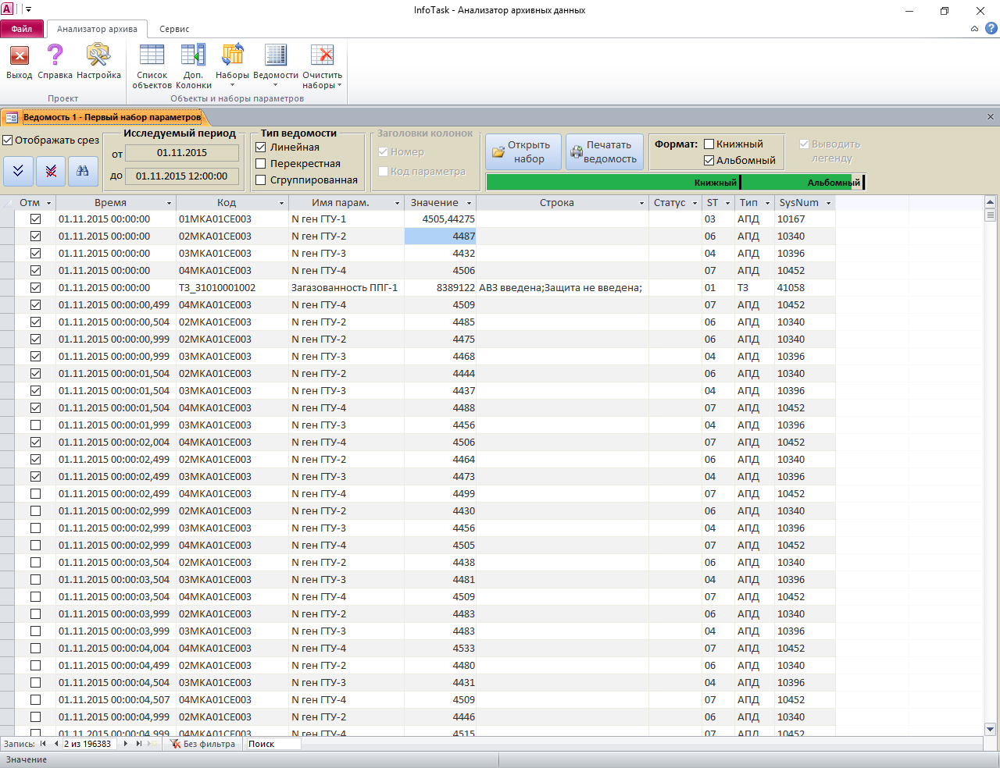 InfoTask - Анализатор архивных данных
Файл Анализатор архива Сервис
Выход Справка Настройка Список объектов Доп. Колонки Наборы Ведомости Очистить наборы
Проект Объекты и наборы параметров
Ведомость 1 - Первый набор параметров
Отображать срез
Исследуемый период
от 01.11.2015
до 01.11.2015 12:00:00
Тип ведомости
Линейная
Перекрестная
Сгруппированная
Заголовки колонок
Номер
Код параметра
Открыть набор
Печатать ведомость
Формат: Книжный
Альбомный
Выводить легенду
Книжный Альбомный
Отм Время Код Имя парам. Значение Строка Статус ST Тип SysNum
01.11.2015 00:00:00 01MKA01CE003 N ген ГТУ-1 4505,44275 03 АПД 10167
01.11.2015 00:00:00 02MKA01CE003 N ген ГТУ-2 4487 06 АПД 10340
01.11.2015 00:00:00 03MKA01CE003 N ген ГТУ-3 4432 04 АПД 10396
01.11.2015 00:00:00 04MKA01CE003 N ген ГТУ-4 4506 07 АПД 10452
01.11.2015 00:00:00 ТЗ_31010001002 Загазованность ППГ-1 8389122 АВЗ введена;Защита не введена; 01 ТЗ 41058
01.11.2015 00:00:00,499 04MKA01CE003 N ген ГТУ-4 4509 07 АПД 10452
01.11.2015 00:00:00,504 02MKA01CE003 N ген ГТУ-2 4485 06 АПД 10340
01.11.2015 00:00:00,999 02MKA01CE003 N ген ГТУ-2 4475 06 АПД 10340
01.11.2015 00:00:00,999 03MKA01CE003 N ген ГТУ-3 4468 04 АПД 10396
01.11.2015 00:00:01,504 02MKA01CE003 N ген ГТУ-2 4444 06 АПД 10340
01.11.2015 00:00:01,504 03MKA01CE003 N ген ГТУ-3 4437 04 АПД 10396
01.11.2015 00:00:01,504 04MKA01CE003 N ген ГТУ-4 4488 07 АПД 10452
01.11.2015 00:00:01,999 03MKA01CE003 N ген ГТУ-3 4456 04 АПД 10396
01.11.2015 00:00:02,004 04MKA01CE003 N ген ГТУ-4 4506 07 АПД 10452
01.11.2015 00:00:02,499 02MKA01CE003 N ген ГТУ-2 4464 06 АПД 10340
01.11.2015 00:00:02,499 03MKA01CE003 N ген ГТУ-3 4473 04 АПД 10396
01.11.2015 00:00:02,499 04MKA01CE003 N ген ГТУ-4 4499 07 АПД 10452
01.11.2015 00:00:02,999 02MKA01CE003 N ген ГТУ-2 4430 06 АПД 10340
01.11.2015 00:00:02,999 03MKA01CE003 N ген ГТУ-3 4456 04 АПД 10396
01.11.2015 00:00:02,999 04MKA01CE003 N ген ГТУ-4 4505 07 АПД 10452
01.11.2015 00:00:03,504 02MKA01CE003 N ген ГТУ-2 4438 06 АПД 10340
01.11.2015 00:00:03,504 03MKA01CE003 N ген ГТУ-3 4481 04 АПД 10396
01.11.2015 00:00:03,504 04MKA01CE003 N ген ГТУ-4 4509 07 АПД 10452
01.11.2015 00:00:03,999 02MKA01CE003 N ген ГТУ-2 4483 06 АПД 10340
01.11.2015 00:00:03,999 03MKA01CE003 N ген ГТУ-3 4483 04 АПД 10396
01.11.2015 00:00:04,004 04MKA01CE003 N ген ГТУ-4 4533 07 АПД 10452
01.11.2015 00:00:04,499 02MKA01CE003 N ген ГТУ-2 4480 06 АПД 10340
01.11.2015 00:00:04,504 03MKA01CE003 N ген ГТУ-3 4431 04 АПД 10396
01.11.2015 00:00:04,507 04MKA01CE003 N ген ГТУ-4 4509 07 АПД 10452
01.11.2015 00:00:04,999 02MKA01CE003 N ген ГТУ-2 4446 06 АПД 10340
01.11.2015 00:00:04,999 04MKA01CE003 N ген ГТУ-4 4515 07 АПД 10452
Запись: 2 из 196383 Без фильтра Поиск
Значение